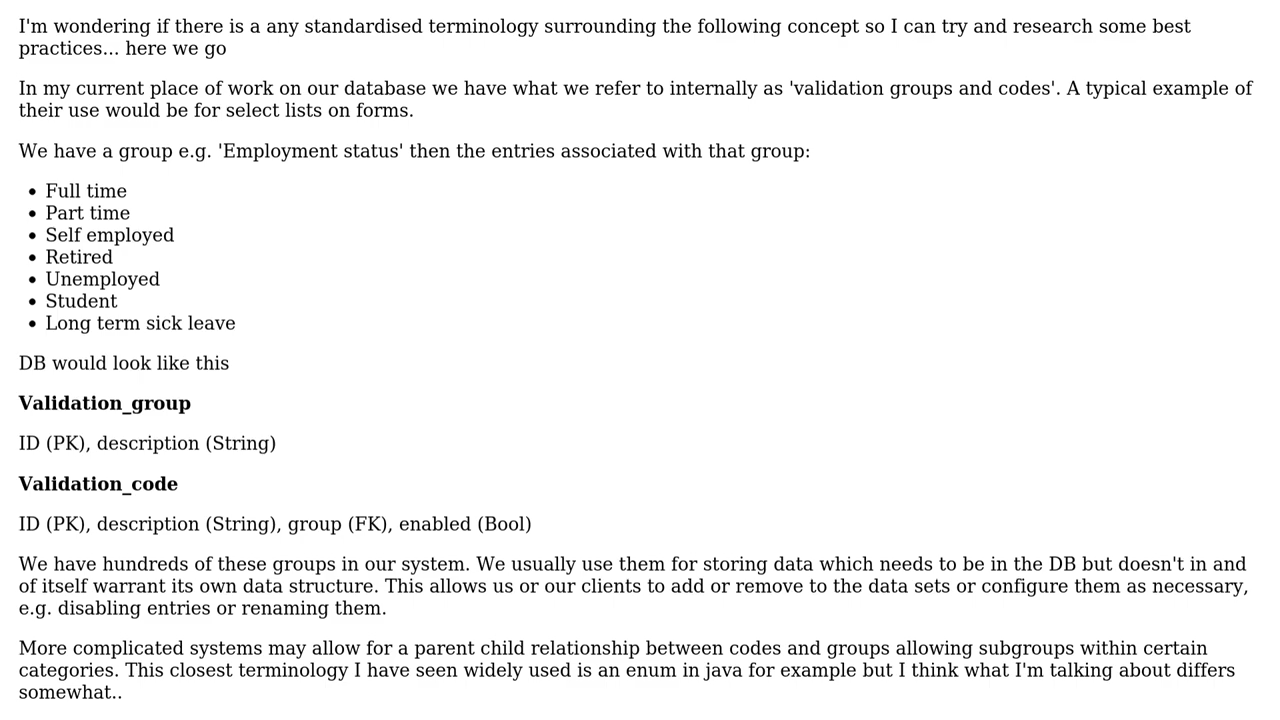 I'm wondering if there is a any standardised terminology surrounding the following concept so I can try and research some best
practices... here we go
In my current place of work on our database we have what we refer to internally as 'validation groups and codes'. A typical example of
their use would be for select lists on forms.
We have a group e.g. 'Employment status' then the entries associated with that group:
• Full time
• Part time
• Self employed
• Retired
• Unemployed
• Student
• Long term sick leave
DB would look like this
Validation_group
ID (PK), description (String)
Validation_code
ID (PK), description (String), group (FK), enabled (Bool)
We have hundreds of these groups in our system. We usually use them for storing data which needs to be in the DB but doesn't in and
of itself warrant its own data structure. This allows us or our clients to add or remove to the data sets or configure them as necessary,
e.g. disabling entries or renaming them.
More complicated systems may allow for a parent child relationship between codes and groups allowing subgroups within certain
categories. This closest terminology I have seen widely used is an enum in java for example but I think what I'm talking about differs
somewhat..